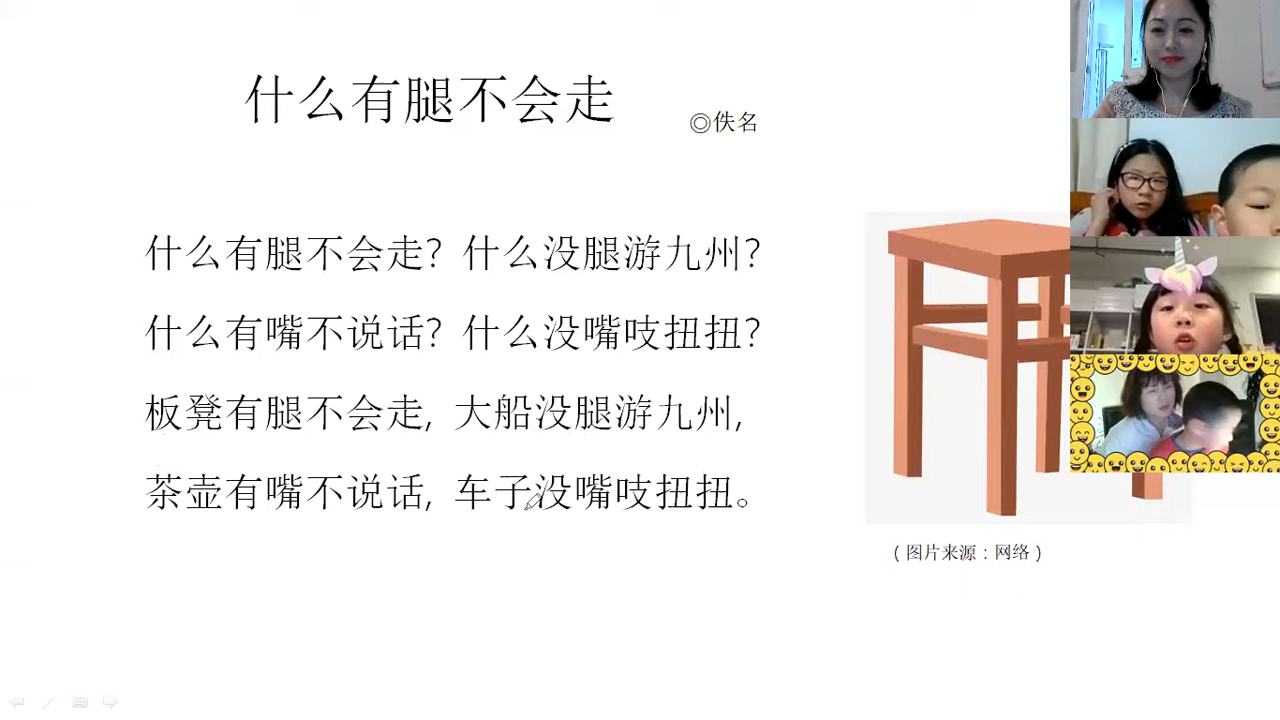 什么有腿不会走
◎佚名
什么有腿不会走? 什么没腿游九州?
什么有嘴不说话? 什么没嘴吱扭扭?
板凳有腿不会走, 大船没腿游九州,
茶壶有嘴不说话, 车子没嘴吱扭扭。
(图片来源:网络)